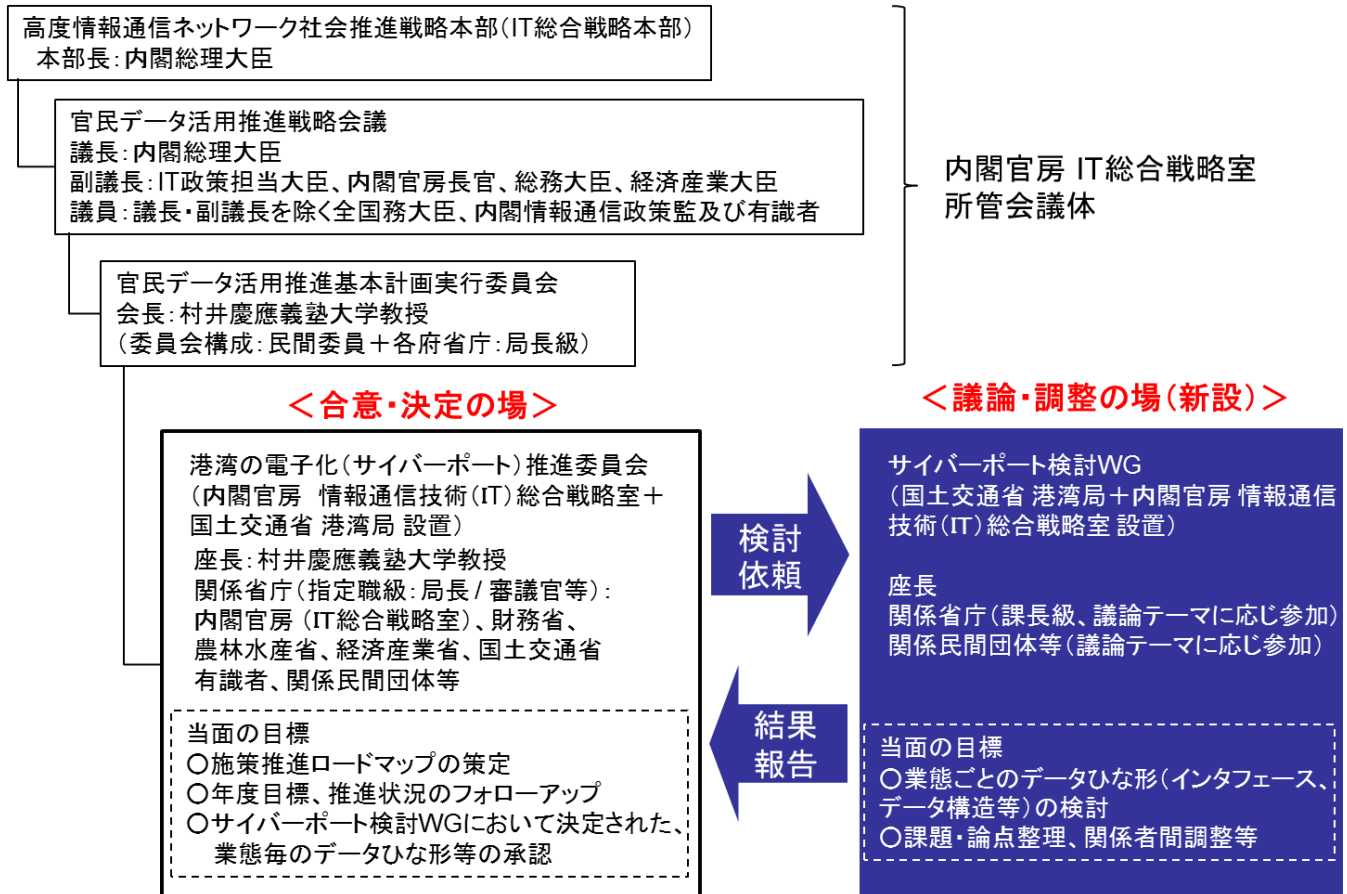 高度情報通信ネットワーク社会推進戦略本部(IT総合戦略本部)
本部長:内閣総理大臣
官民データ活用推進戦略会議
議長:内閣総理大臣
副議長:IT政策担当大臣、内閣官房長官、総務大臣、経済産業大臣
議員:議長・副議長を除く全国務大臣、内閣情報通信政策監及び有識者
内閣官房 IT総合戦略室
所管会議体
官民データ活用推進基本計画実行委員会
会長:村井慶應義塾大学教授
(委員会構成:民間委員+各府省庁:局長級)
<合意・決定の場>
港湾の電子化(サイバーポート)推進委員会
(内閣官房 情報通信技術(IT)総合戦略室+
国土交通省 港湾局 設置)
座長:村井慶應義塾大学教授
関係省庁(指定職級:局長/審議官等):
内閣官房(IT総合戦略室)、財務省、
農林水産省、経済産業省、国土交通省
有識者、関係民間団体等
当面の目標
○施策推進ロードマップの策定
○年度目標、推進状況のフォローアップ
○サイバーポート検討WGにおいて決定された、
業態毎のデータひな形等の承認
検討
依頼
結果
報告
<議論・調整の場(新設)>
サイバーポート検討WG
(国土交通省 港湾局+内閣官房 情報通信
技術(IT)総合戦略室 設置)
座長
関係省庁(課長級、議論テーマに応じ参加)
関係民間団体等(議論テーマに応じ参加)
当面の目標
○業態ごとのデータひな形(インタフェース、
データ構造等)の検討
○課題・論点整理、関係者間調整等